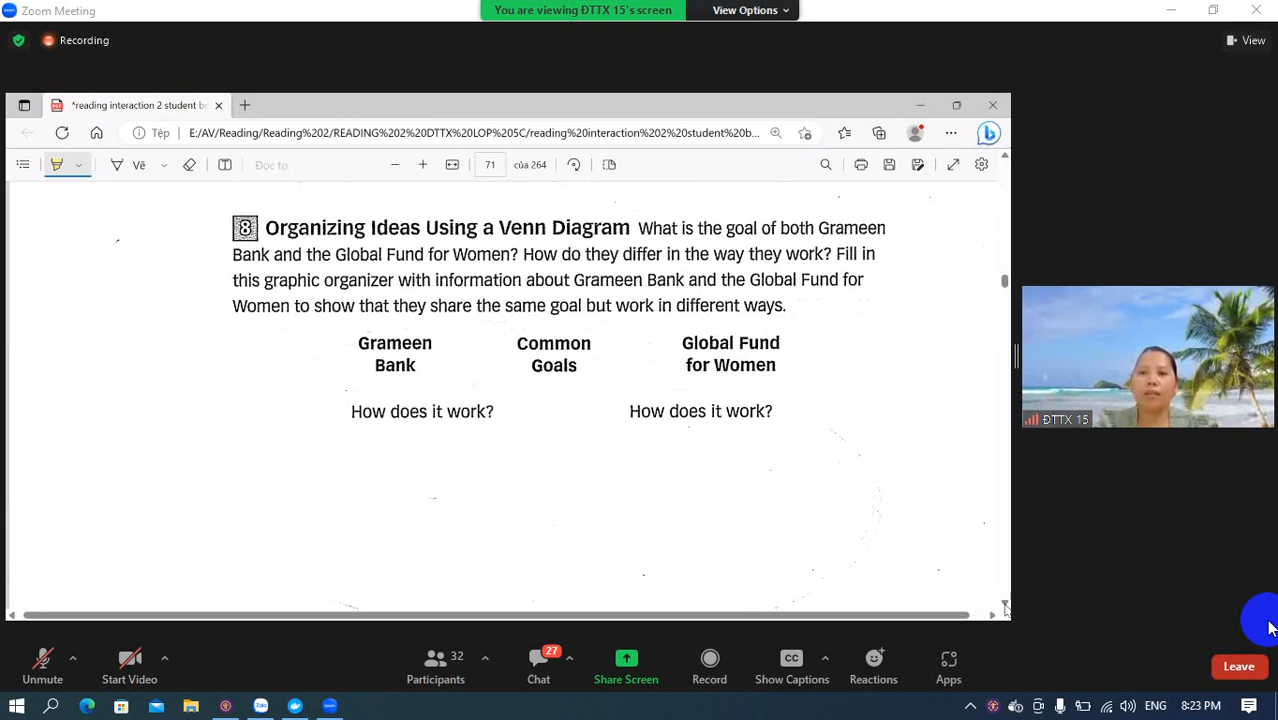 Zoom Meeting
You are viewing ĐTTX 15's screen
View Options
Recording
View
*reading interaction 2 student b
Tệp
E:/AV/Reading/Reading%202/READING%202%20DTTX%20LOP%205C/reading%20interaction%202%20student%20b...
Vẽ
Đọc to
71
của 264
8 Organizing Ideas Using a Venn Diagram What is the goal of both Grameen
Bank and the Global Fund for Women? How do they differ in the way they work? Fill in
this graphic organizer with information about Grameen Bank and the Global Fund for
Women to show that they share the same goal but work in different ways.
Grameen
Bank
Common
Goals
Global Fund
for Women
How does it work?
How does it work?
ĐTTX 15
Unmute
Start Video
32
Participants
27
Chat
Share Screen
Record
CC
Show Captions
Reactions
Apps
Leave
ENG
8:23 PM